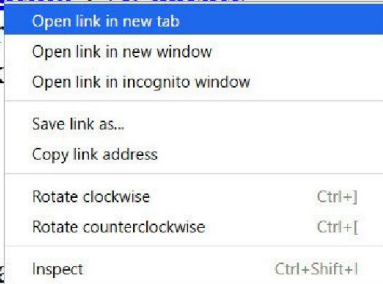 Open link in new tab
Open link in new window
Open link in incognito window
Save link as...
Copy link address
Rotate clockwise Ctrl+]
Rotate counterclockwise Ctrl+[
Inspect Ctrl+Shift+I